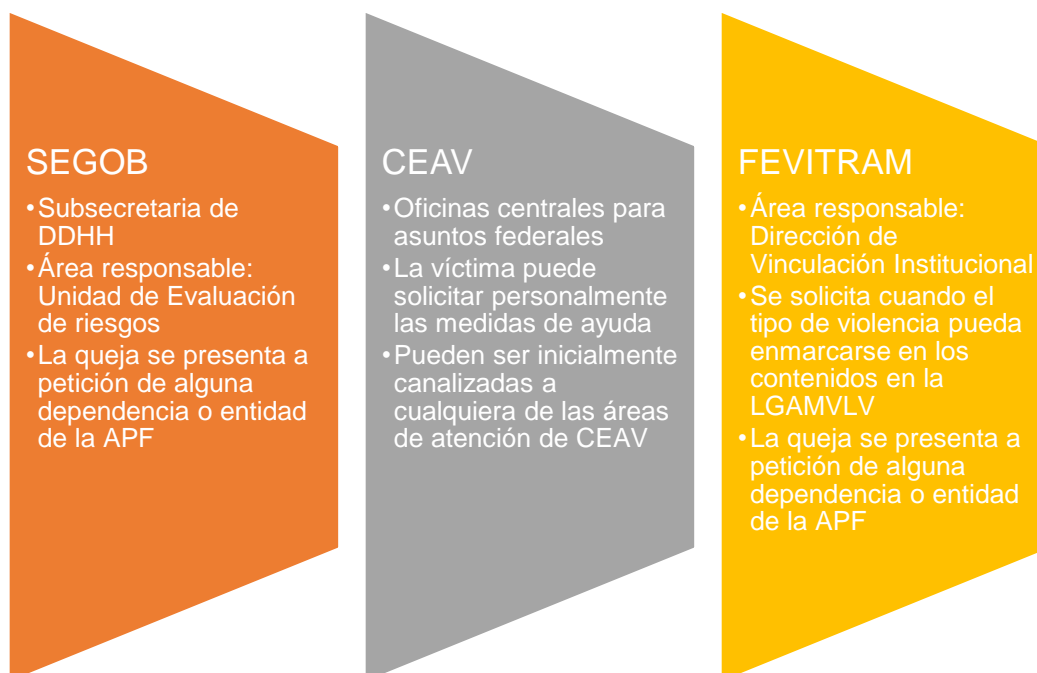 SEGOB
•Subsecretaria de
DDHH
•Área responsable:
Unidad de Evaluación
de riesgos
•La queja se presenta a
petición de alguna
dependencia o entidad
de la APF
CEAV
•Oficinas centrales para
asuntos federales
•La víctima puede
solicitar personalmente
las medidas de ayuda
•Pueden ser inicialmente
canalizadas a
cualquiera de las áreas
de atención de CEAV
FEVITRAM
•Área responsable:
Dirección de
Vinculación Institucional
•Se solicita cuando el
tipo de violencia pueda
enmarcarse en los
contenidos en la
LGAMVLV
•La queja se presenta a
petición de alguna
dependencia o entidad
de la APF